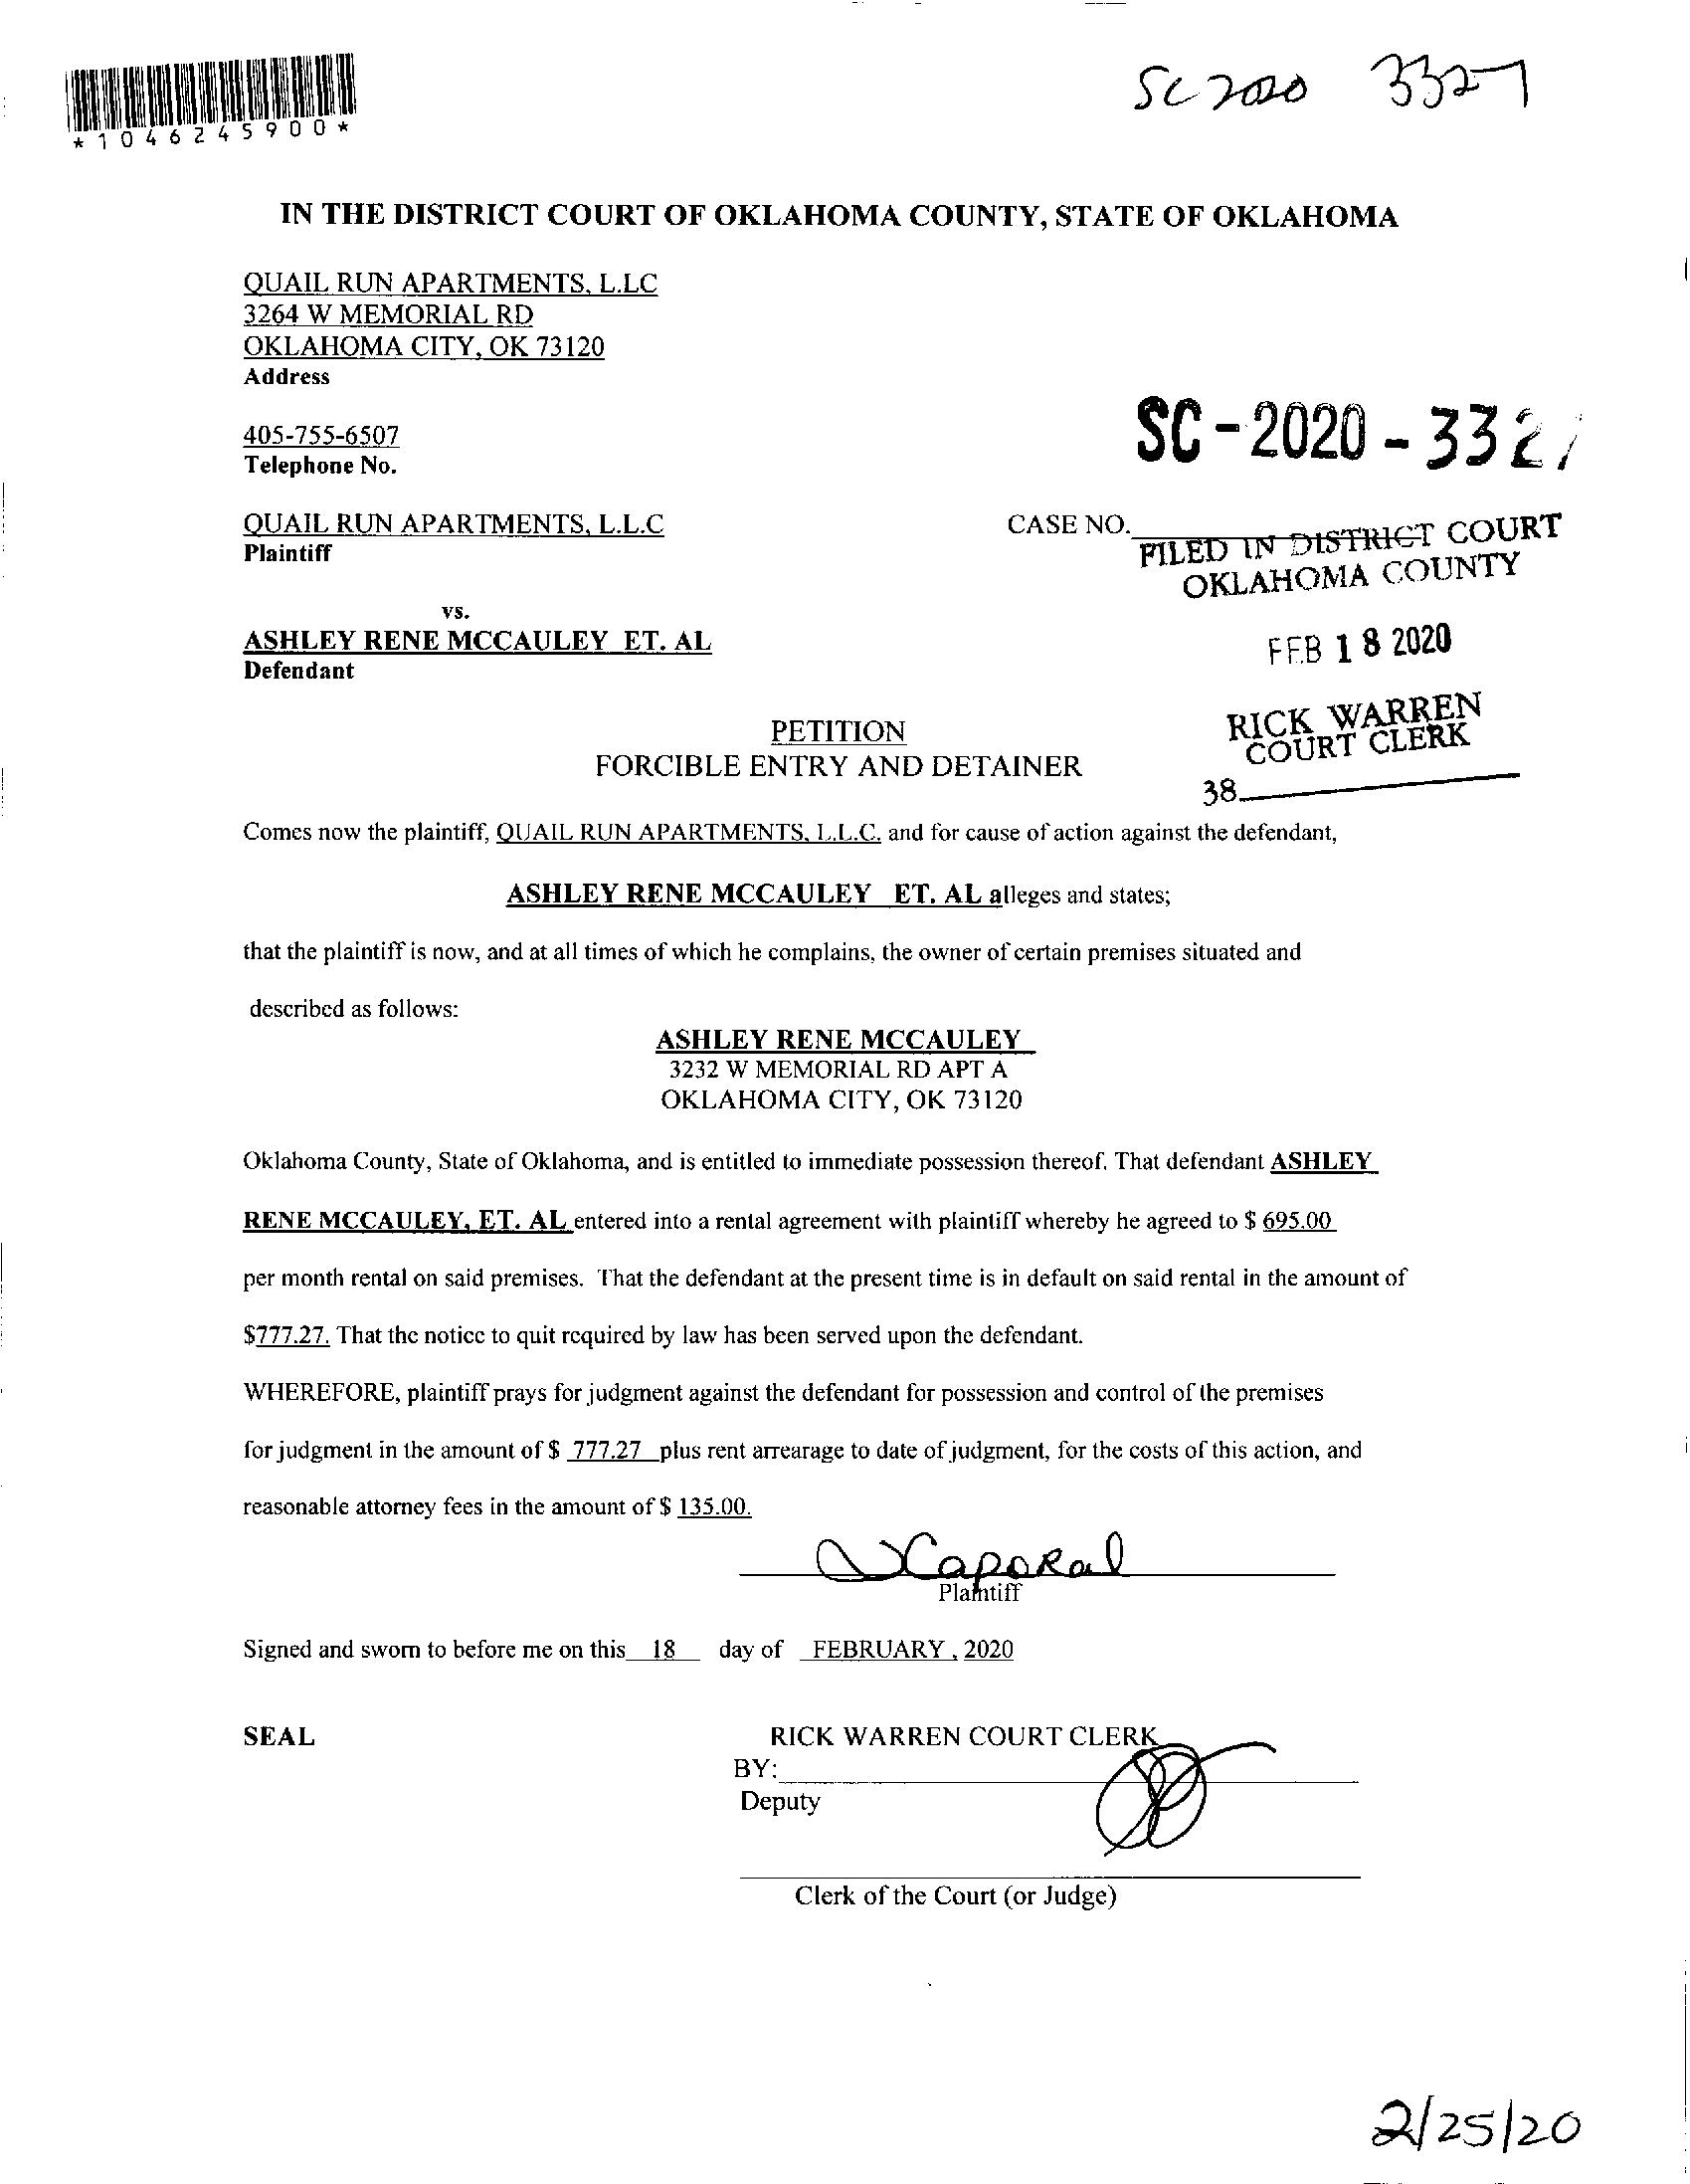 SC 2020 3327
*1046245900*
IN THE DISTRICT COURT OF OKLAHOMA COUNTY, STATE OF OKLAHOMA
QUAIL RUN APARTMENTS, L.LC
3264 W MEMORIAL RD
OKLAHOMA CITY, OK 73120
Address
405-755-6507
Telephone No.
SC-2020-332
QUAIL RUN APARTMENTS, L.L.C
Plaintiff
CASE NO.
FILED IN DISTRICT COURT
OKLAHOMA COUNTY
vs.
ASHLEY RENE MCCAULEY ET. AL
Defendant
FEB 18 2020
RICK WARREN
COURT CLERK
38
PETITION
FORCIBLE ENTRY AND DETAINER
Comes now the plaintiff, QUAIL RUN APARTMENTS, L.L.C. and for cause of action against the defendant,
ASHLEY RENE MCCAULEY ET. AL alleges and states;
that the plaintiff is now, and at all times of which he complains, the owner of certain premises situated and
described as follows:
ASHLEY RENE MCCAULEY
3232 W MEMORIAL RD APT A
OKLAHOMA CITY, OK 73120
Oklahoma County, State of Oklahoma, and is entitled to immediate possession thereof. That defendant ASHLEY
RENE MCCAULEY, ET. AL entered into a rental agreement with plaintiff whereby he agreed to $ 695.00
per month rental on said premises. That the defendant at the present time is in default on said rental in the amount of
$777.27. That the notice to quit required by law has been served upon the defendant.
WHEREFORE, plaintiff prays for judgment against the defendant for possession and control of the premises
for judgment in the amount of $ 777.27 plus rent arrearage to date of judgment, for the costs of this action, and
reasonable attorney fees in the amount of $ 135.00.
Caporal
Plaintiff
Signed and sworn to before me on this 18 day of FEBRUARY , 2020
SEAL
RICK WARREN COURT CLERK
BY:
Deputy
Clerk of the Court (or Judge)
2/25/20